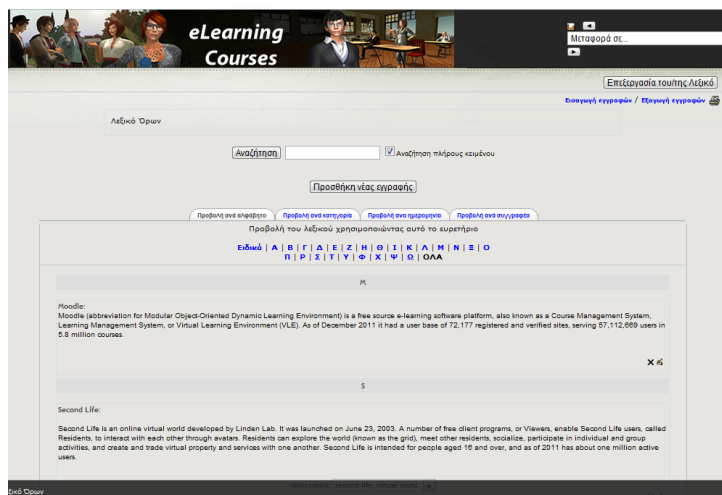 eLearning
Courses
Μεταφορά σε...
Επεξεργασία του/της Λεξικό
Εισαγωγή εγγραφών / Εξαγωγή εγγραφών
Λεξικό Όρων
Αναζήτηση
Αναζήτηση πλήρους κειμένου
Προσθήκη νέας εγγραφής
Προβολή ανά αλφάβητο Προβολή ανά κατηγορία Προβολή ανα ημερομηνία Προβολή ανά συγγραφέα
Προβολή του λεξικού χρησιμοποιώντας αυτό το ευρετήριο
Ειδικά | Α | Β | Γ | Δ | Ε | Ζ | Η | Θ | Ι | Κ | Λ | Μ | Ν | Ξ | Ο
Π | Ρ | Σ | Τ | Υ | Φ | Χ | Ψ | Ω | ΟΛΑ
M
Moodle:
Moodle (abbreviation for Modular Object-Oriented Dynamic Learning Environment) is a free source e-learning software platform, also known as a Course Management System,
Learning Management System, or Virtual Learning Environment (VLE). As of December 2011 it had a user base of 72,177 registered and verified sites, serving 57,112,669 users in
5.8 million courses.
S
Second Life:
Second Life is an online virtual world developed by Linden Lab. It was launched on June 23, 2003. A number of free client programs, or Viewers, enable Second Life users, called
Residents, to interact with each other through avatars. Residents can explore the world (known as the grid), meet other residents, socialize, participate in individual and group
activities, and create and trade virtual property and services with one another. Second Life is intended for people aged 16 and over, and as of 2011 has about one million active
users.
second life, virtual world
ξικό Όρων